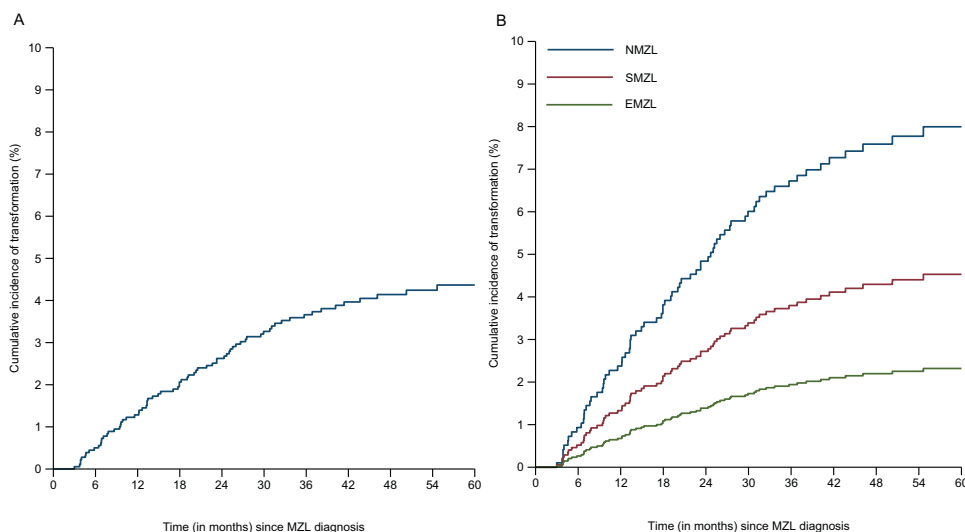 A
Cumulative incidence of transformation (%)
10
9
8
7
6
5
4
3
2
1
0
0 6 12 18 24 30 36 42 48 54 60
Time (in months) since MZL diagnosis
B
NMZL
SMZL
EMZL
Cumulative incidence of transformation (%)
10
9
8
7
6
5
4
3
2
1
0
0 6 12 18 24 30 36 42 48 54 60
Time (in months) since MZL diagnosis